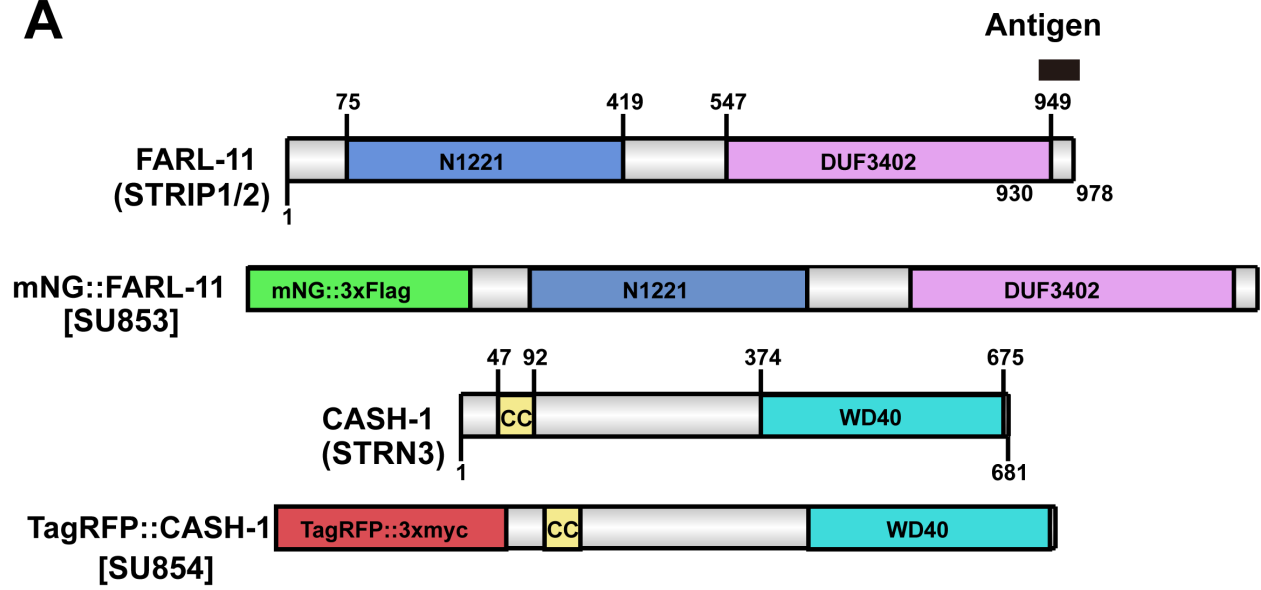 A
Antigen
75 419 547 949
FARL-11 N1221 DUF3402
(STRIP1/2) 930 978
1
mNG::FARL-11 mNG::3xFlag N1221 DUF3402
[SU853]
47 92 374 675
CASH-1 CC WD40
(STRN3)
1 681
TagRFP::CASH-1 TagRFP::3xmyc CC WD40
[SU854]